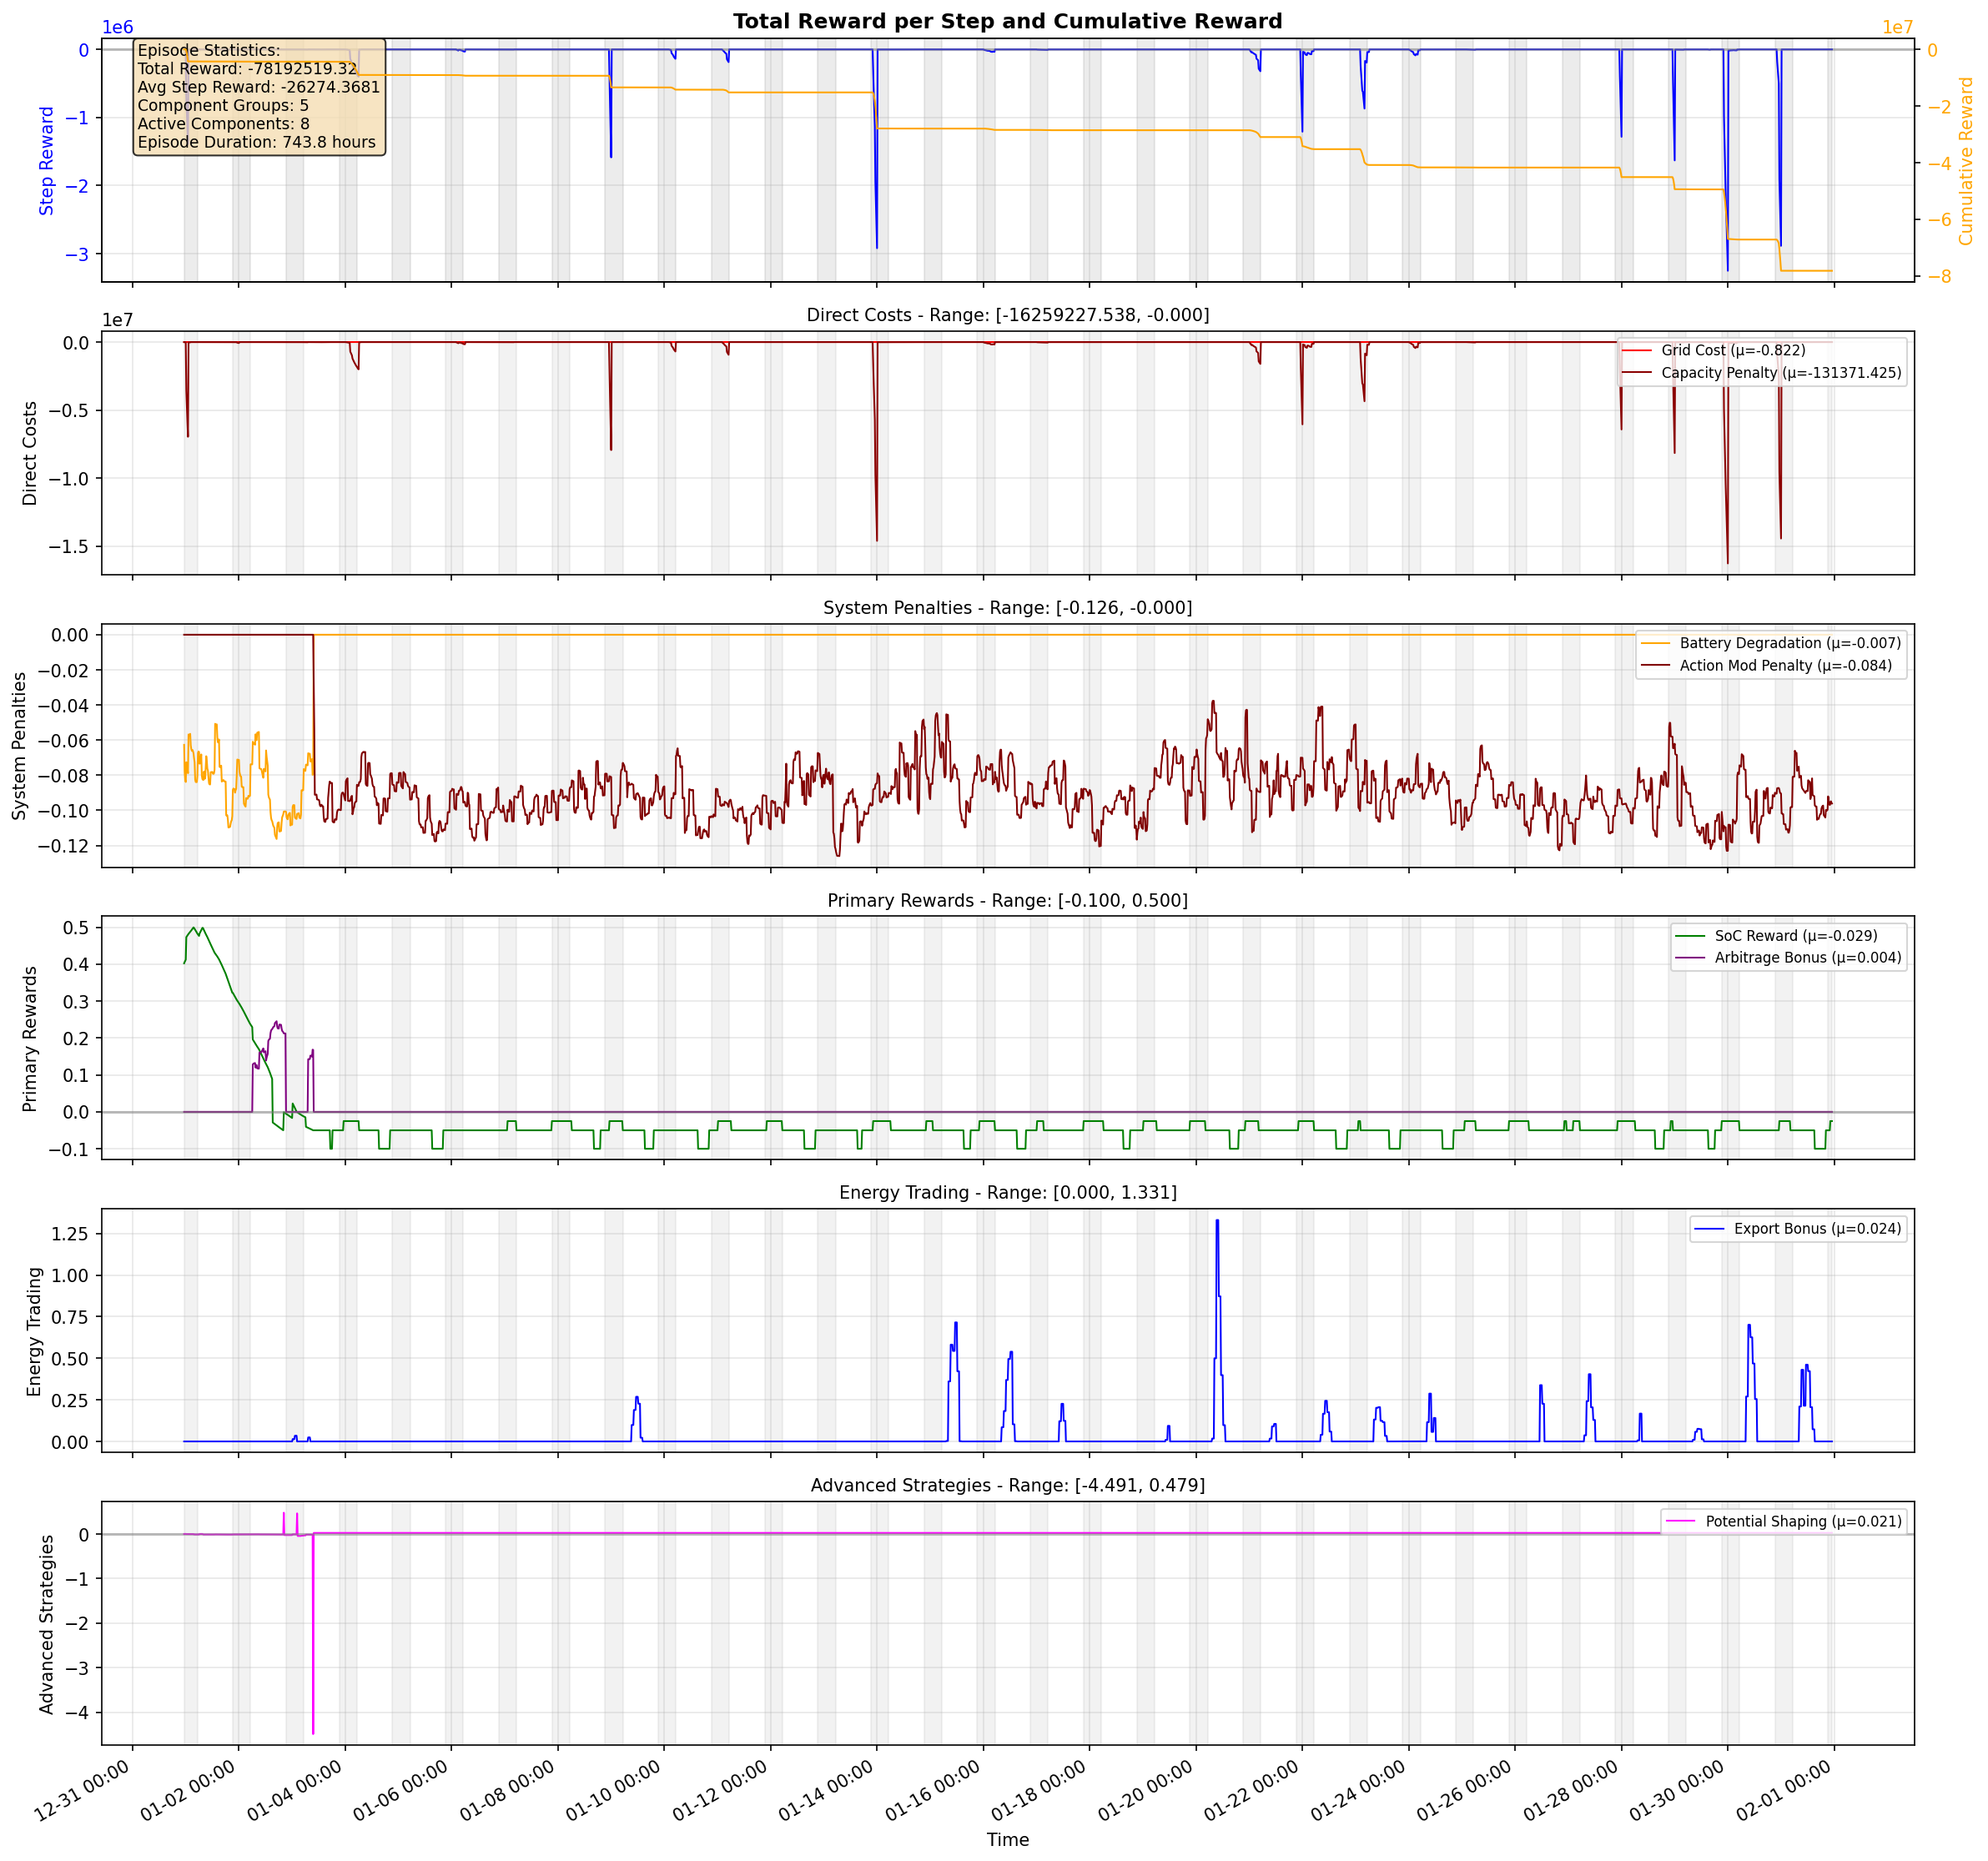 Total Reward per Step and Cumulative Reward
1e6
1e7
Episode Statistics:
Total Reward: -78192519.32
Avg Step Reward: -26274.3681
Component Groups: 5
Active Components: 8
Episode Duration: 743.8 hours
Step Reward
0
−1
−2
−3
Cumulative Reward
0
−2
−4
−6
−8
Direct Costs - Range: [-16259227.538, -0.000]
1e7
Direct Costs
0.0
−0.5
−1.0
−1.5
Grid Cost (μ=-0.822)
Capacity Penalty (μ=-131371.425)
System Penalties - Range: [-0.126, -0.000]
System Penalties
0.00
−0.02
−0.04
−0.06
−0.08
−0.10
−0.12
Battery Degradation (μ=-0.007)
Action Mod Penalty (μ=-0.084)
Primary Rewards - Range: [-0.100, 0.500]
Primary Rewards
0.5
0.4
0.3
0.2
0.1
0.0
−0.1
SoC Reward (μ=-0.029)
Arbitrage Bonus (μ=0.004)
Energy Trading - Range: [0.000, 1.331]
Energy Trading
1.25
1.00
0.75
0.50
0.25
0.00
Export Bonus (μ=0.024)
Advanced Strategies - Range: [-4.491, 0.479]
Advanced Strategies
0
−1
−2
−3
−4
Potential Shaping (μ=0.021)
12-31 00:00
01-02 00:00
01-04 00:00
01-06 00:00
01-08 00:00
01-10 00:00
01-12 00:00
01-14 00:00
01-16 00:00
01-18 00:00
01-20 00:00
01-22 00:00
01-24 00:00
01-26 00:00
01-28 00:00
01-30 00:00
02-01 00:00
Time